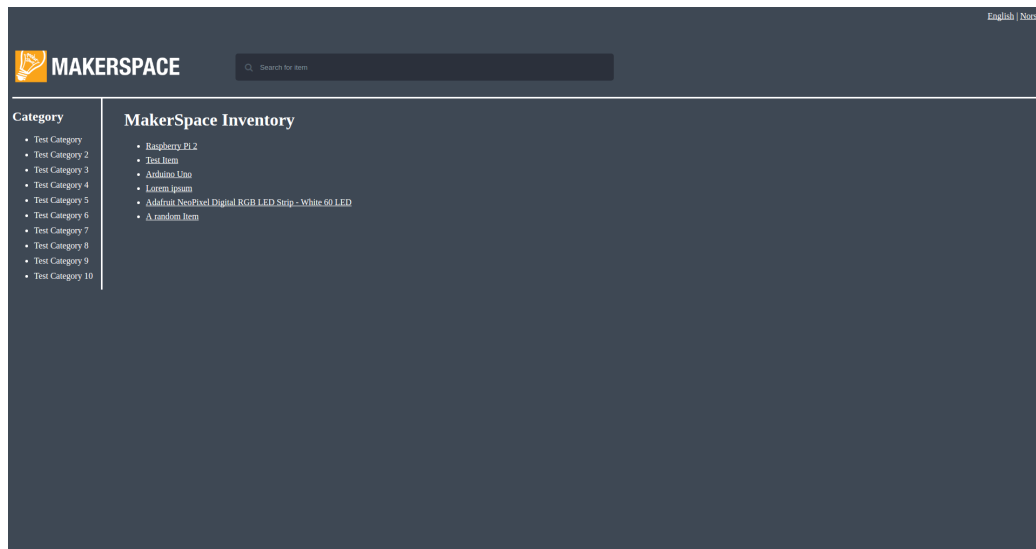 English | Nors
MAKERSPACE
Search for item
Category
Test Category
Test Category 2
Test Category 3
Test Category 4
Test Category 5
Test Category 6
Test Category 7
Test Category 8
Test Category 9
Test Category 10
MakerSpace Inventory
Raspberry Pi 2
Test Item
Arduino Uno
Lorem ipsum
Adafruit NeoPixel Digital RGB LED Strip - White 60 LED
A random Item